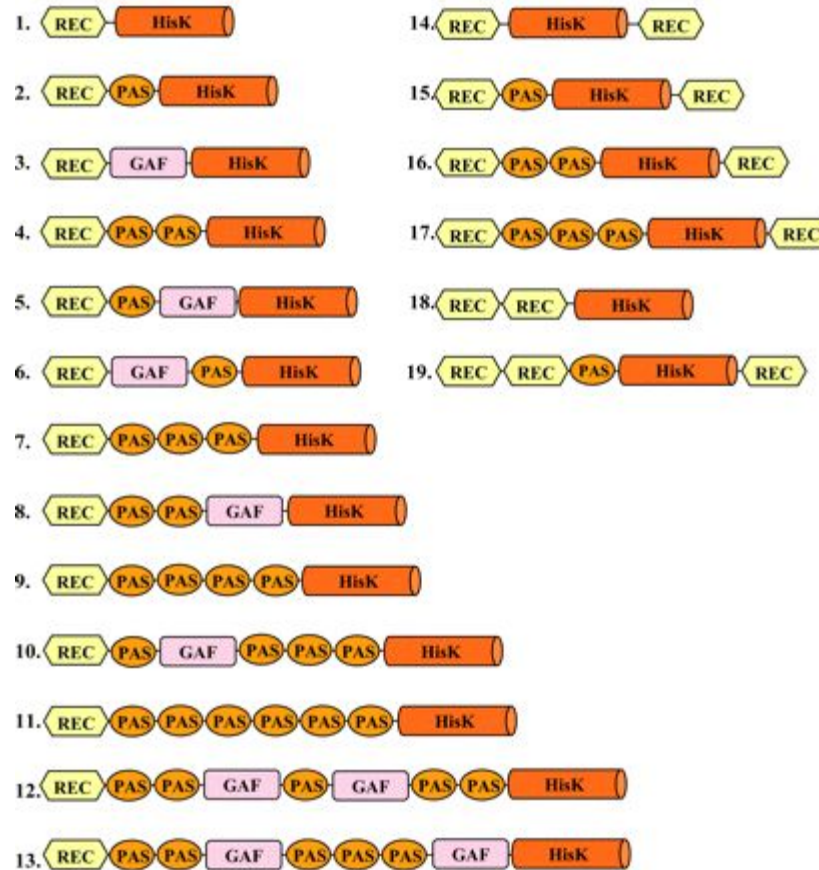 1. REC HisK
2. REC PAS HisK
3. REC GAF HisK
4. REC PAS PAS HisK
5. REC PAS GAF HisK
6. REC GAF PAS HisK
7. REC PAS PAS PAS HisK
8. REC PAS PAS GAF HisK
9. REC PAS PAS PAS PAS HisK
10. REC PAS GAF PAS PAS PAS HisK
11. REC PAS PAS PAS PAS PAS PAS HisK
12. REC PAS PAS GAF PAS GAF PAS PAS HisK
13. REC PAS PAS GAF PAS PAS PAS GAF HisK
14. REC HisK REC
15. REC PAS HisK REC
16. REC PAS PAS HisK REC
17. REC PAS PAS PAS HisK REC
18. REC REC HisK
19. REC REC PAS HisK REC